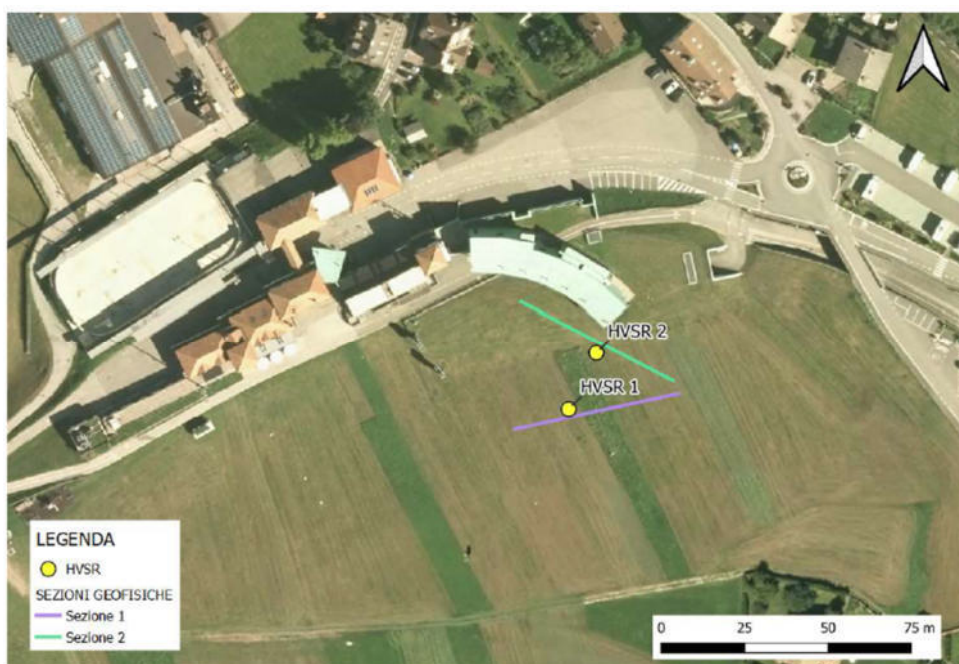 HVSR 2
HVSR 1
LEGENDA
HVSR
SEZIONI GEOFISICHE
Sezione 1
Sezione 2
0 25 50 75 m